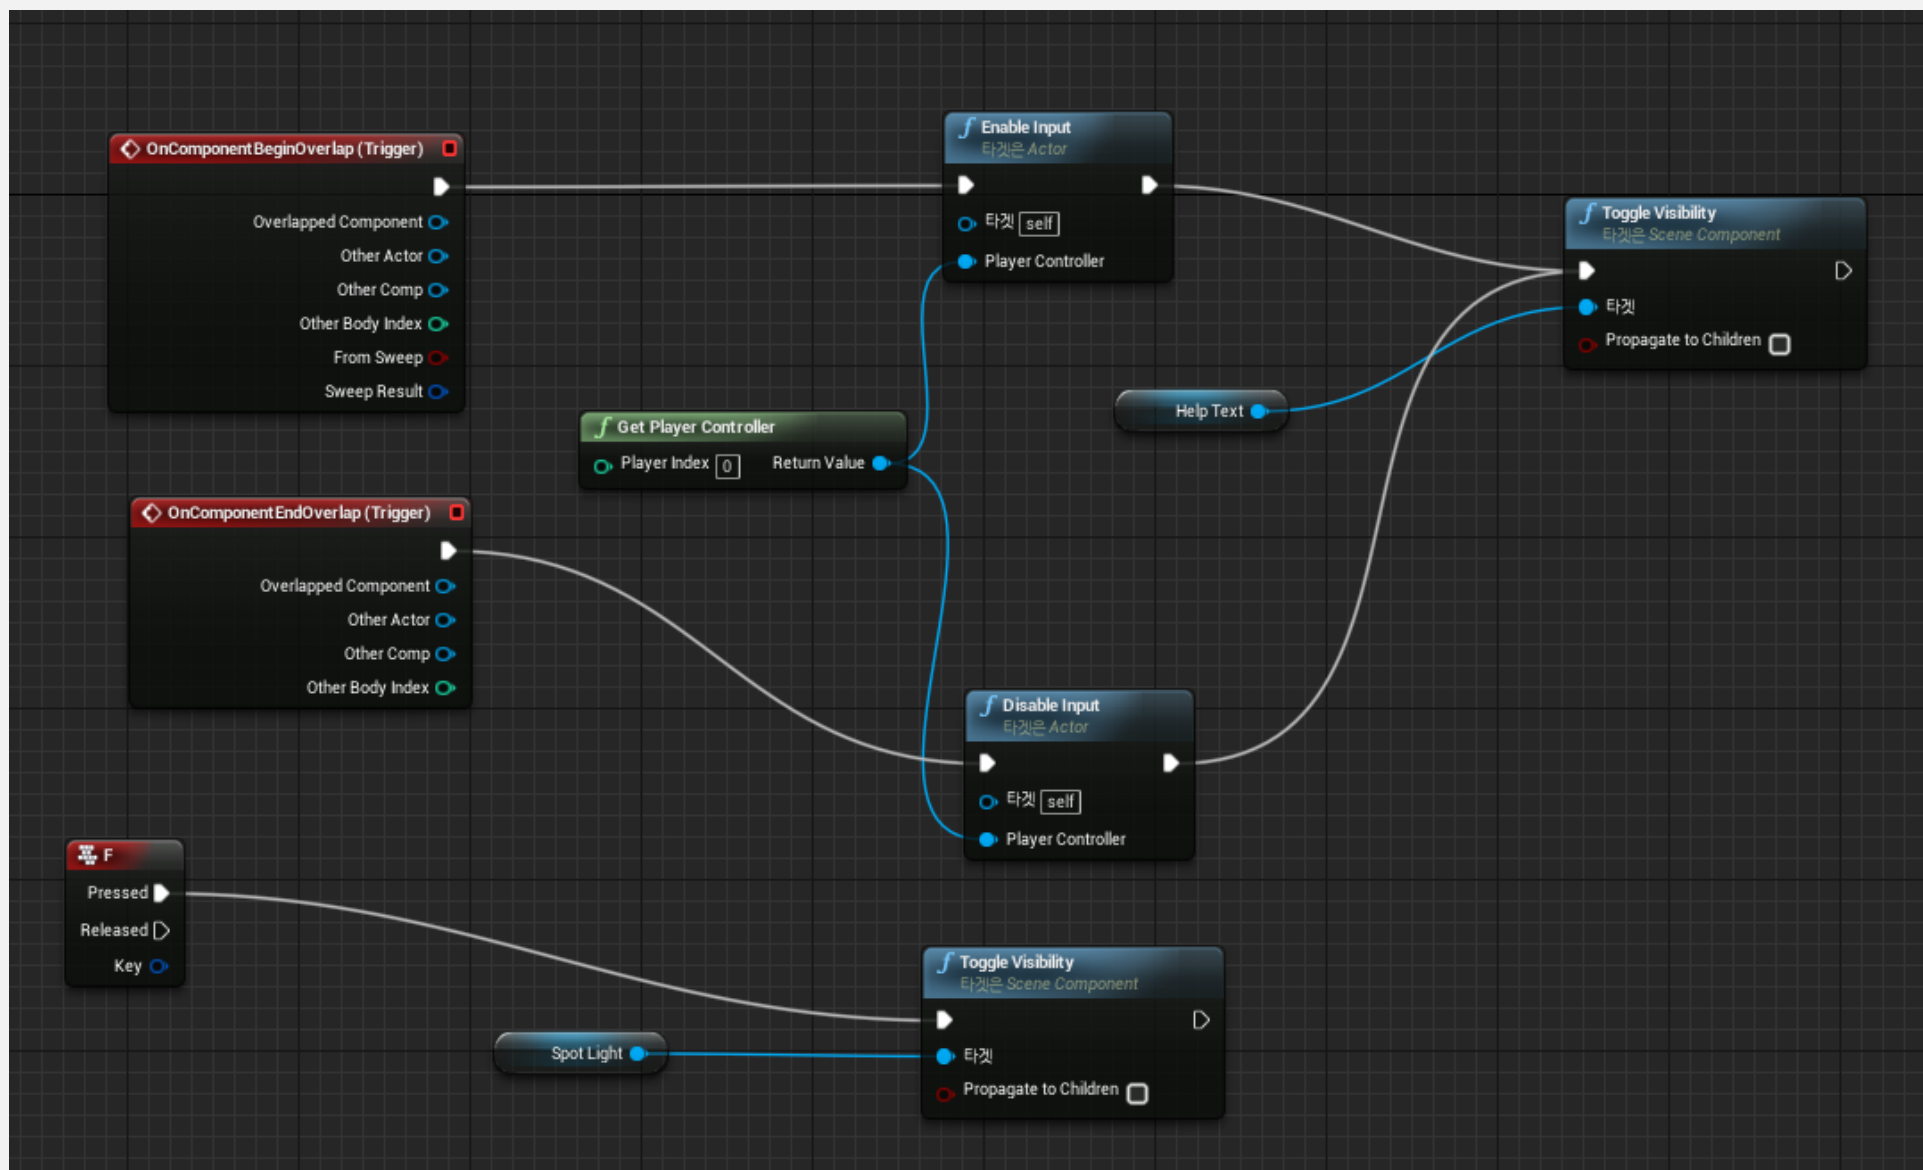 OnComponentBeginOverlap (Trigger)
Overlapped Component
Other Actor
Other Comp
Other Body Index
From Sweep
Sweep Result
Enable Input
타겟은 Actor
타겟 self
Player Controller
Toggle Visibility
타겟은 Scene Component
타겟
Propagate to Children
Help Text
Get Player Controller
Player Index 0 Return Value
OnComponentEndOverlap (Trigger)
Overlapped Component
Other Actor
Other Comp
Other Body Index
Disable Input
타겟은 Actor
타겟 self
Player Controller
F
Pressed
Released
Key
Toggle Visibility
타겟은 Scene Component
타겟
Propagate to Children
Spot Light